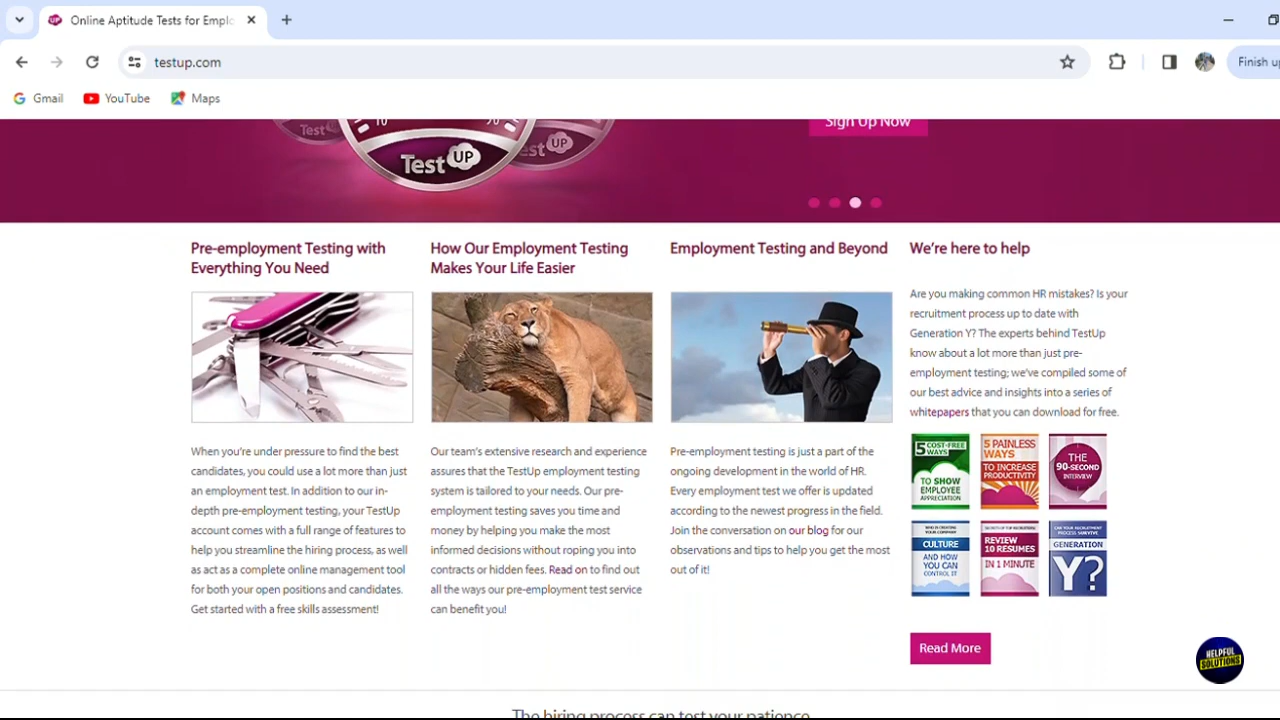 Online Aptitude Tests for Emplo
testup.com
Finish up
Gmail
YouTube
Maps
Test
Test UP
est UP
Sign Up Now
Pre-employment Testing with
Everything You Need
How Our Employment Testing
Makes Your Life Easier
Employment Testing and Beyond
We're here to help
When you're under pressure to find the best
candidates, you could use a lot more than just
an employment test. In addition to our in-
depth pre-employment testing, your TestUp
account comes with a full range of features to
help you streamline the hiring process, as well
as act as a complete online management tool
for both your open positions and candidates.
Get started with a free skills assessment!
Our team's extensive research and experience
assures that the TestUp employment testing
system is tailored to your needs. Our pre-
employment testing saves you time and
money by helping you make the most
informed decisions without roping you into
contracts or hidden fees. Read on to find out
all the ways our pre-employment test service
can benefit you!
Pre-employment testing is just a part of the
ongoing development in the world of HR.
Every employment test we offer is updated
according to the newest progress in the field.
Join the conversation on our blog for our
observations and tips to help you get the most
out of it!
Are you making common HR mistakes? Is your
recruitment process up to date with
Generation Y? The experts behind TestUp
know about a lot more than just pre-
employment testing; we've compiled some of
our best advice and insights into a series of
whitepapers that you can download for free.
5 COST-FREE
WAYS
TO SHOW
EMPLOYEE
APPRECIATION
5 PAINLESS
WAYS
TO INCREASE
PRODUCTIVITY
THE
90-SECOND
INTERVIEW
WHO IS CREATING
YOUR COMPANY
CULTURE
AND HOW
YOU CAN
CONTROL IT
SECRETS OF TOP RECRUITERS
REVIEW
10 RESUMES
IN 1 MINUTE
CAN YOUR RECRUITMENT
PROCESS SURVIVE
GENERATION
Y?
Read More
HELPFUL
SOLUTIONS
The hiring process can test your patience